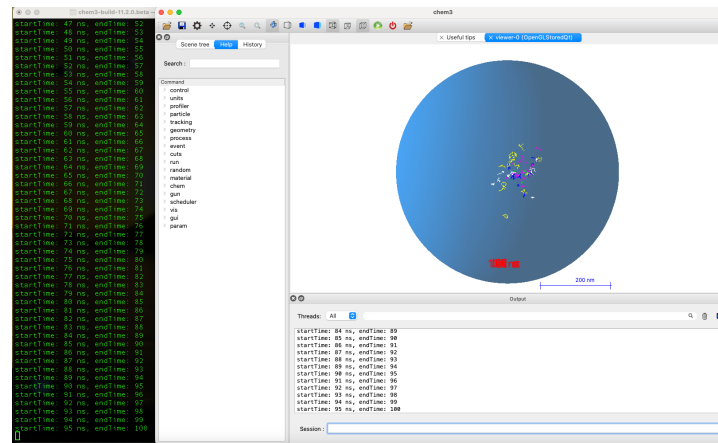 chem3-build-11.2.0.beta
startTime: 47 ns, endTime: 52
startTime: 48 ns, endTime: 53
startTime: 49 ns, endTime: 54
startTime: 50 ns, endTime: 55
startTime: 51 ns, endTime: 56
startTime: 52 ns, endTime: 57
startTime: 53 ns, endTime: 58
startTime: 54 ns, endTime: 59
startTime: 55 ns, endTime: 60
startTime: 56 ns, endTime: 61
startTime: 57 ns, endTime: 62
startTime: 58 ns, endTime: 63
startTime: 59 ns, endTime: 64
startTime: 60 ns, endTime: 65
startTime: 61 ns, endTime: 66
startTime: 62 ns, endTime: 67
startTime: 63 ns, endTime: 68
startTime: 64 ns, endTime: 69
startTime: 65 ns, endTime: 70
startTime: 66 ns, endTime: 71
startTime: 67 ns, endTime: 72
startTime: 68 ns, endTime: 73
startTime: 69 ns, endTime: 74
startTime: 70 ns, endTime: 75
startTime: 71 ns, endTime: 76
startTime: 72 ns, endTime: 77
startTime: 73 ns, endTime: 78
startTime: 74 ns, endTime: 79
startTime: 75 ns, endTime: 80
startTime: 76 ns, endTime: 81
startTime: 77 ns, endTime: 82
startTime: 78 ns, endTime: 83
startTime: 79 ns, endTime: 84
startTime: 80 ns, endTime: 85
startTime: 81 ns, endTime: 86
startTime: 82 ns, endTime: 87
startTime: 83 ns, endTime: 88
startTime: 84 ns, endTime: 89
startTime: 85 ns, endTime: 90
startTime: 86 ns, endTime: 91
startTime: 87 ns, endTime: 92
startTime: 88 ns, endTime: 93
startTime: 89 ns, endTime: 94
startTime: 90 ns, endTime: 95
startTime: 91 ns, endTime: 96
startTime: 92 ns, endTime: 97
startTime: 93 ns, endTime: 98
startTime: 94 ns, endTime: 99
startTime: 95 ns, endTime: 100
chem3
Scene tree Help History
Search :
Command
control
units
profiler
particle
tracking
geometry
process
event
cuts
run
random
material
chem
gun
scheduler
vis
gui
param
Useful tips
viewer-0 (OpenGLStoredQt)
200 nm
Output
Threads: All
startTime: 84 ns, endTime: 89
startTime: 85 ns, endTime: 90
startTime: 86 ns, endTime: 91
startTime: 87 ns, endTime: 92
startTime: 88 ns, endTime: 93
startTime: 89 ns, endTime: 94
startTime: 90 ns, endTime: 95
startTime: 91 ns, endTime: 96
startTime: 92 ns, endTime: 97
startTime: 93 ns, endTime: 98
startTime: 94 ns, endTime: 99
startTime: 95 ns, endTime: 100
Session :